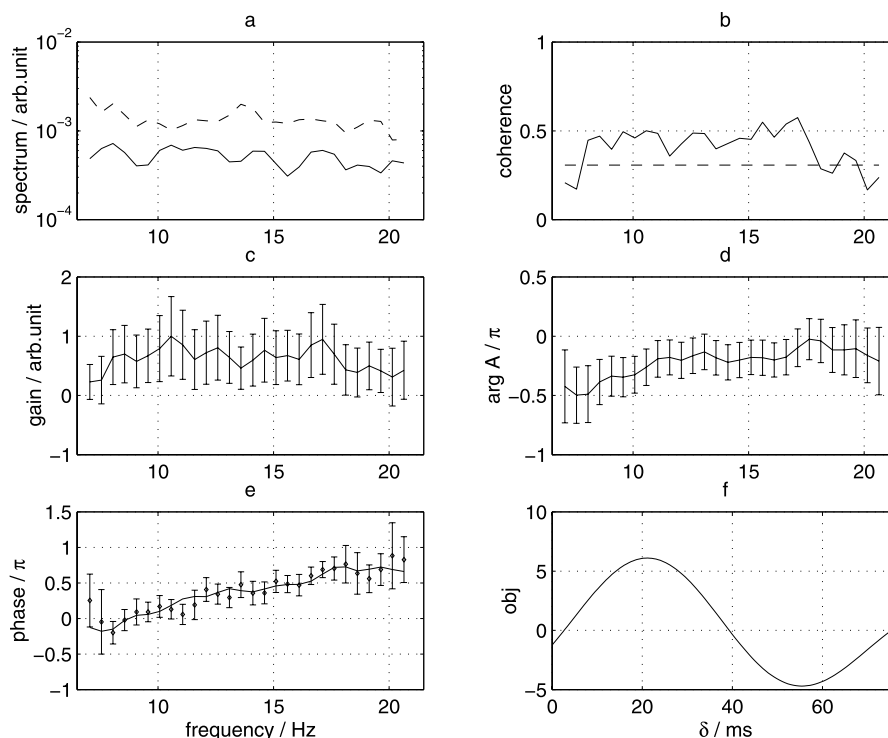 a
spectrum / arb.unit
10^−2
10^−3
10^−4
10 15 20
b
coherence
1
0.5
0
10 15 20
c
gain / arb.unit
2
1
0
−1
10 15 20
d
arg A / π
0
−0.5
−1
10 15 20
e
phase / π
1.5
1
0.5
0
−0.5
−1
10 15 20
frequency / Hz
f
obj
10
5
0
−5
0 20 40 60
δ / ms